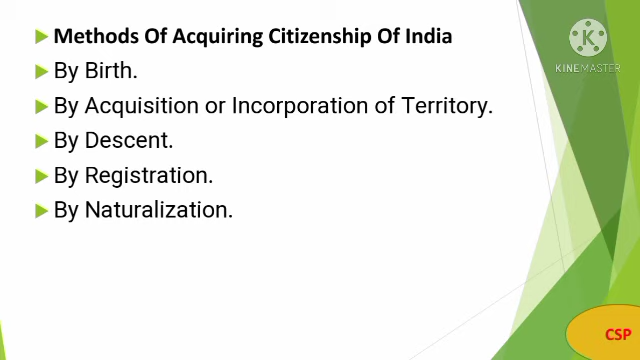 Methods Of Acquiring Citizenship Of India
By Birth.
By Acquisition or Incorporation of Territory.
By Descent.
By Registration.
By Naturalization.
K
KINEMASTER
CSP